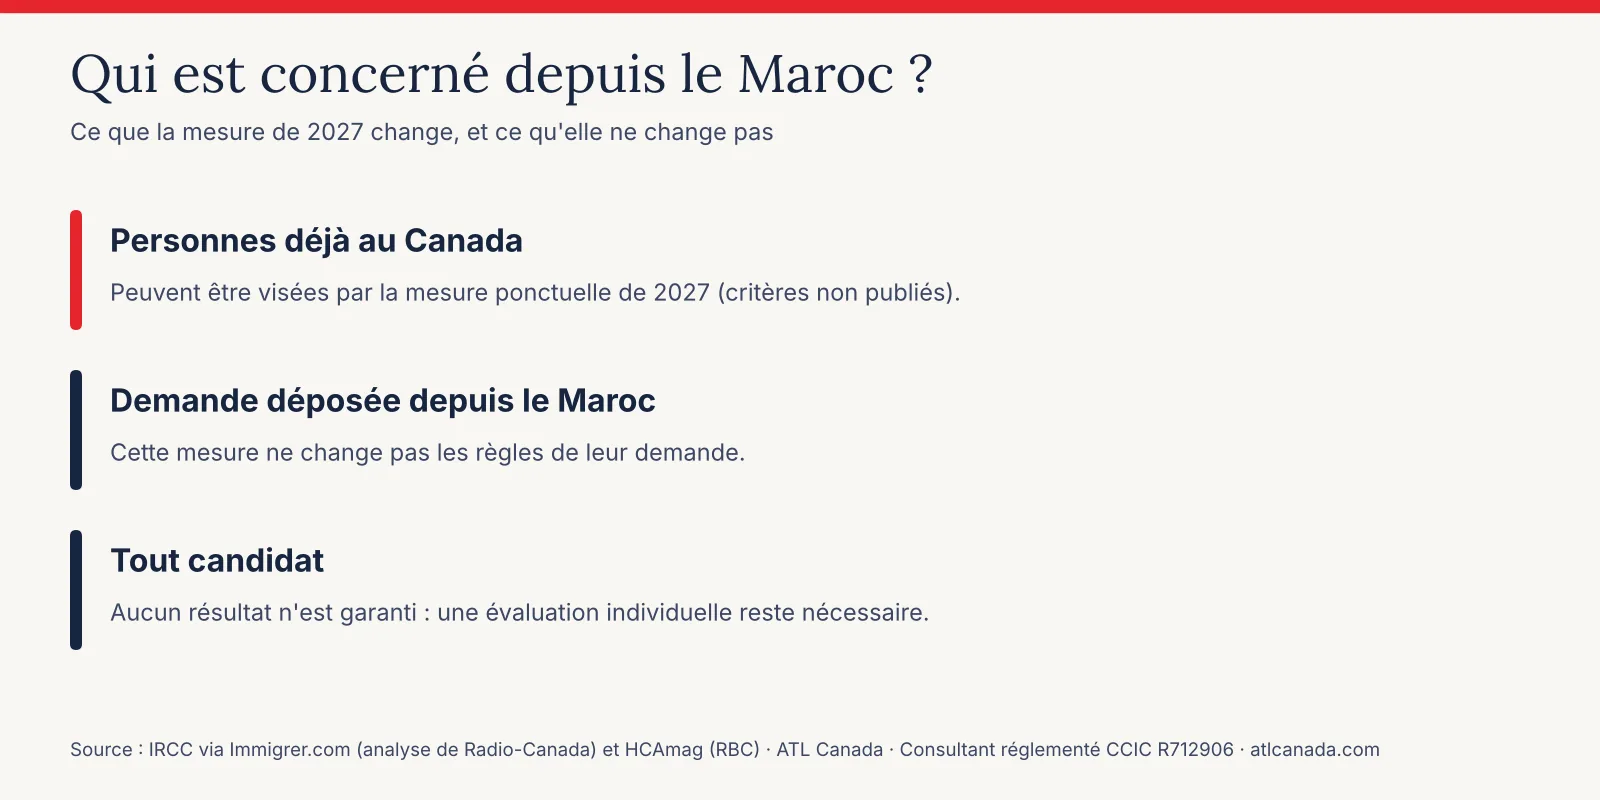 Qui est concerné depuis le Maroc ?
Ce que la mesure de 2027 change, et ce qu'elle ne change pas
Personnes déjà au Canada
Peuvent être visées par la mesure ponctuelle de 2027 (critères non publiés).
Demande déposée depuis le Maroc
Cette mesure ne change pas les règles de leur demande.
Tout candidat
Aucun résultat n'est garanti : une évaluation individuelle reste nécessaire.
Source : IRCC via Immigrer.com (analyse de Radio-Canada) et HCAmag (RBC) · ATL Canada · Consultant réglementé CCIC R712906 · atlcanada.com